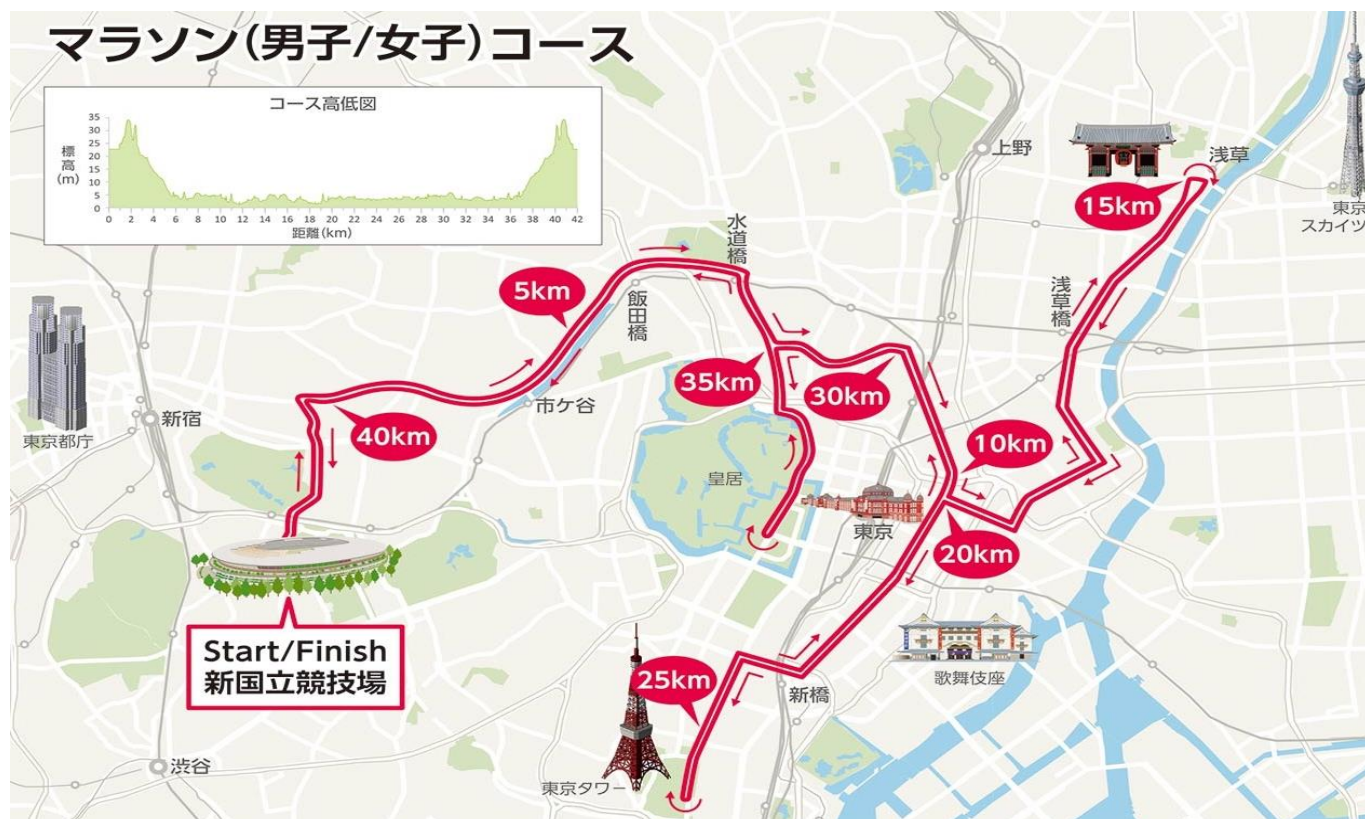 マラソン(男子/女子)コース
コース高低図
標高(m)
35
30
25
20
15
10
5
0
0 2 4 6 8 10 12 14 16 18 20 22 24 26 28 30 32 34 36 38 40 42
距離(km)
上野
浅草
15km
東京
スカイツ
水道橋
5km
飯田橋
浅草橋
35km
30km
市ケ谷
新宿
東京都庁
40km
10km
皇居
東京
20km
Start/Finish
新国立競技場
25km
新橋
歌舞伎座
渋谷
東京タワー